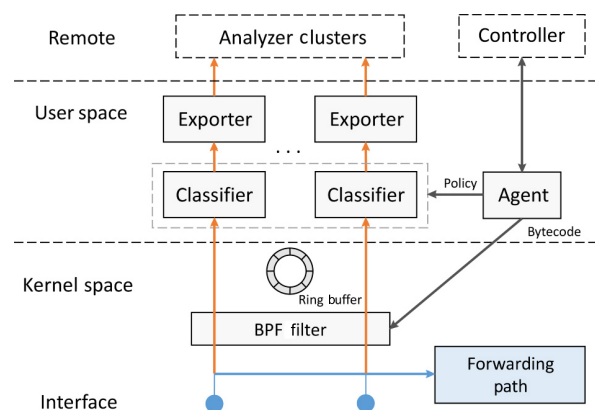 Remote
Analyzer clusters
Controller
User space
Exporter
Exporter
. . .
Classifier
Classifier
Policy
Agent
Bytecode
Kernel space
Ring buffer
BPF filter
Forwarding
path
Interface